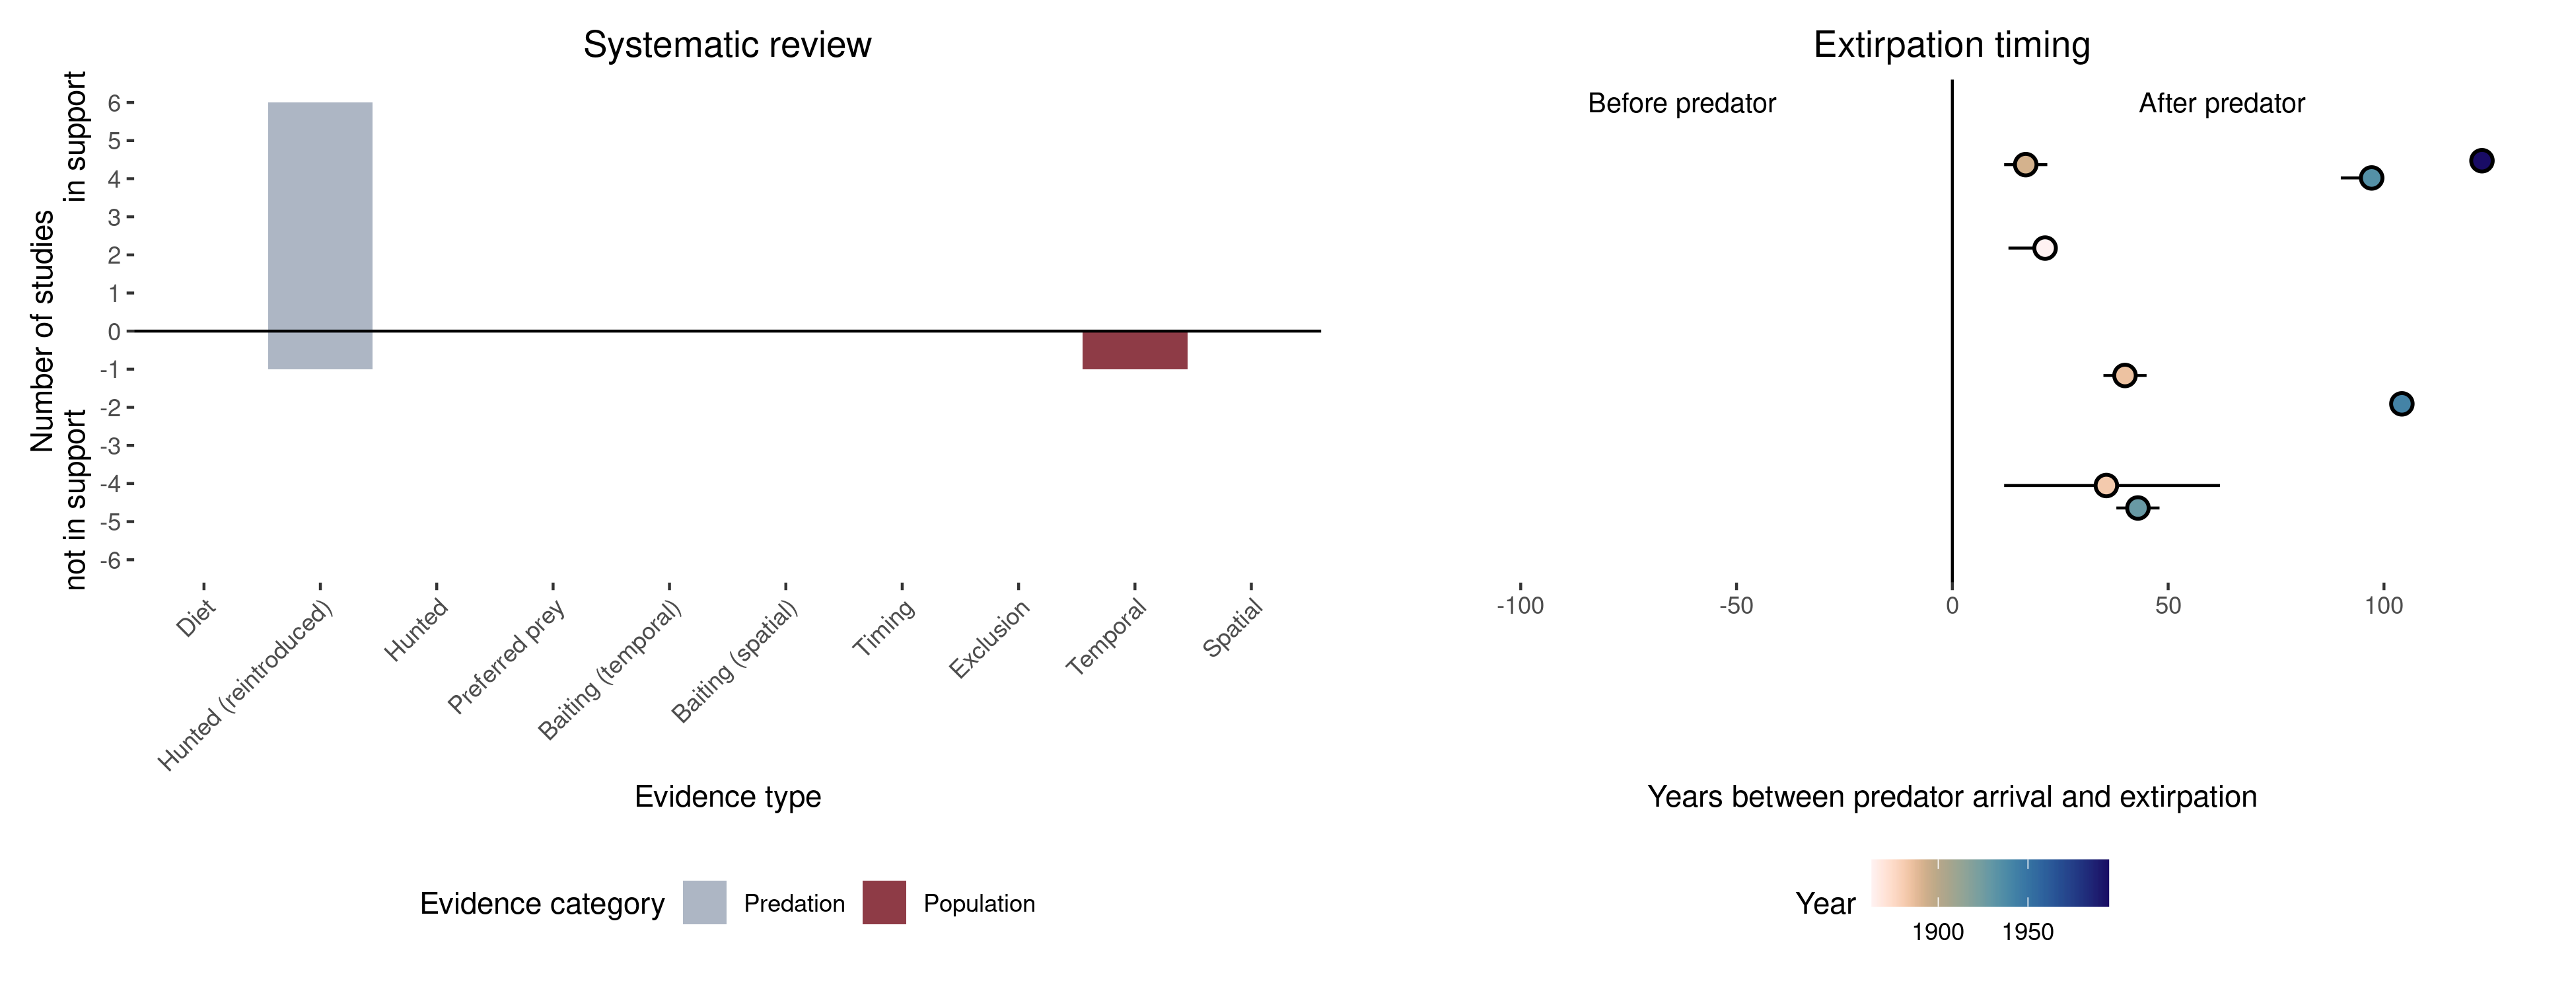 Systematic review
Number of studies
in support
not in support
6
5
4
3
2
1
0
-1
-2
-3
-4
-5
-6
Diet
Hunted (reintroduced)
Hunted
Preferred prey
Baiting (temporal)
Baiting (spatial)
Timing
Exclusion
Temporal
Spatial
Evidence type
Evidence category
Predation
Population
Extirpation timing
Before predator
After predator
-100
-50
0
50
100
Years between predator arrival and extirpation
Year
1900
1950